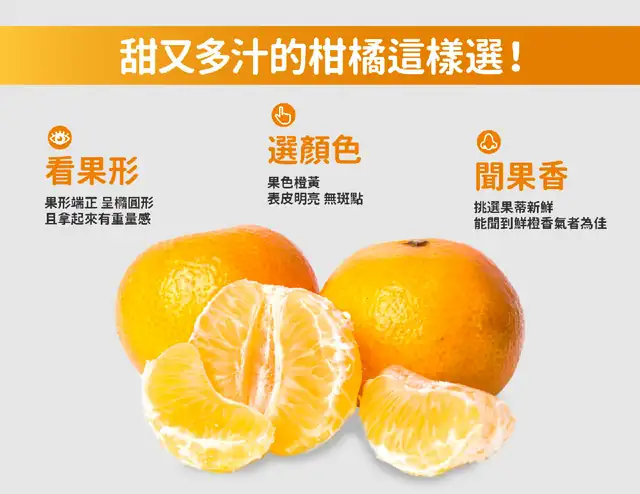 甜又多汁的柑橘這樣選！
看果形
果形端正 呈橢圓形
且拿起來有重量感
選顏色
果色橙黃
表皮明亮 無斑點
聞果香
挑選果蒂新鮮
能聞到鮮橙香氣者為佳